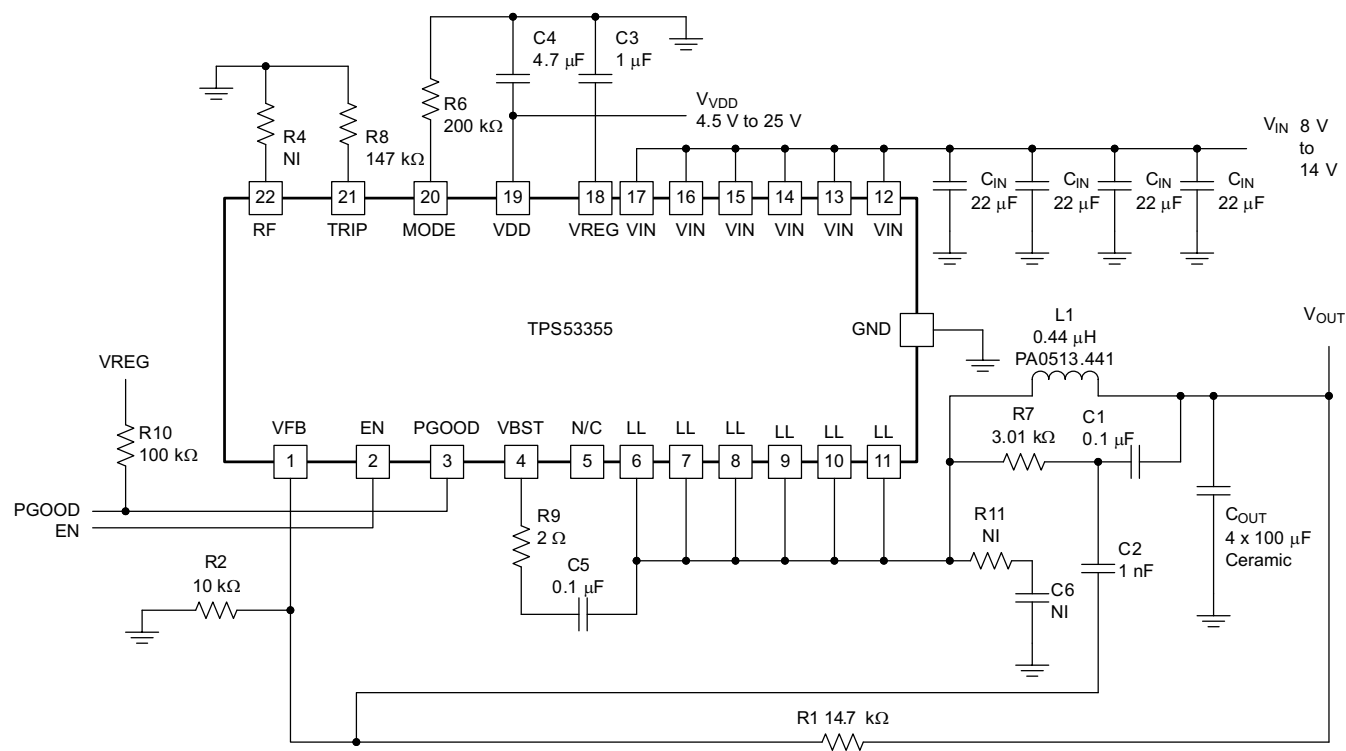 C4
4.7 µF
C3
1 µF
R6
200 kΩ
VVDD
4.5 V to 25 V
R4
NI
R8
147 kΩ
VIN 8 V
to
14 V
CIN
22 µF
CIN
22 µF
CIN
22 µF
CIN
22 µF
22 21 20 19 18 17 16 15 14 13 12
RF TRIP MODE VDD VREG VIN VIN VIN VIN VIN VIN
TPS53355
GND
L1
0.44 µH
PA0513.441
VOUT
VREG
R10
100 kΩ
VFB EN PGOOD VBST N/C LL LL LL LL LL LL
1 2 3 4 5 6 7 8 9 10 11
R7
3.01 kΩ
C1
0.1 µF
PGOOD
EN
R9
2 Ω
C5
0.1 µF
R11
NI
C6
NI
C2
1 nF
COUT
4 x 100 µF
Ceramic
R2
10 kΩ
R1 14.7 kΩ